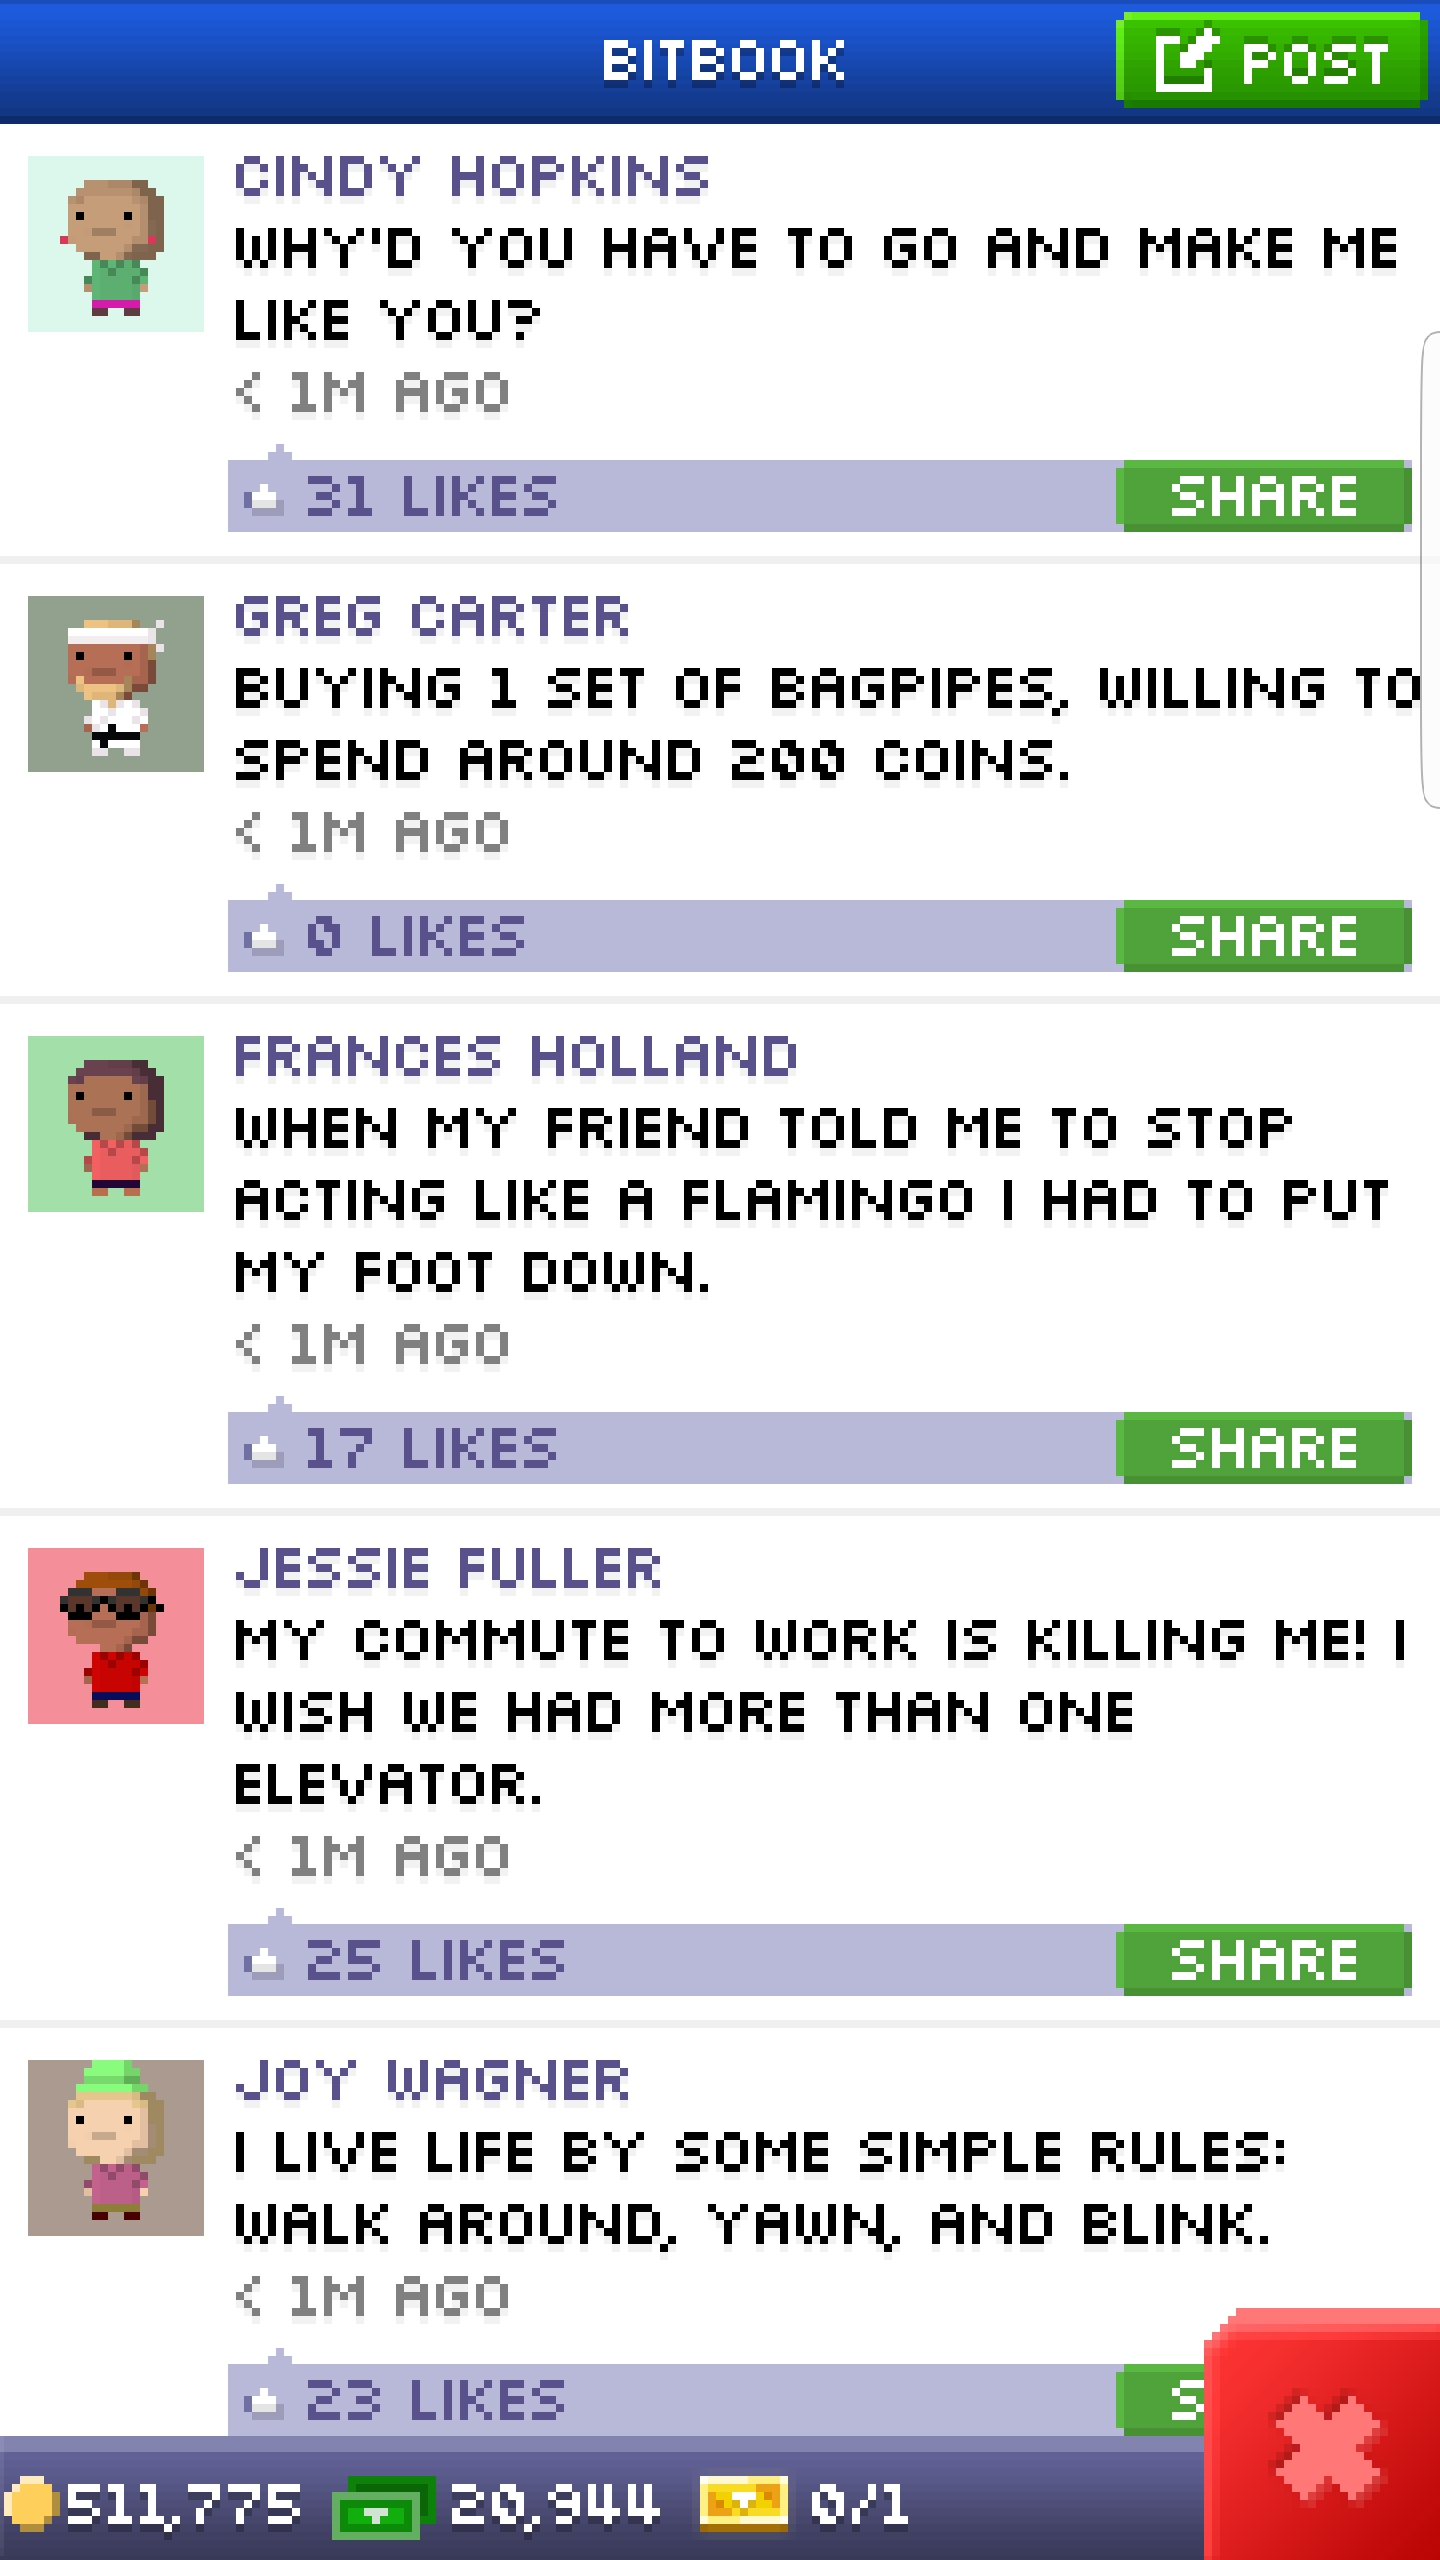 BITBOOK
POST
CINDY HOPKINS
WHY'D YOU HAVE TO GO AND MAKE ME
LIKE YOU?
< 1M AGO
31 LIKES
SHARE
GREG CARTER
BUYING 1 SET OF BAGPIPES, WILLING TO
SPEND AROUND 200 COINS.
< 1M AGO
0 LIKES
SHARE
FRANCES HOLLAND
WHEN MY FRIEND TOLD ME TO STOP
ACTING LIKE A FLAMINGO I HAD TO PUT
MY FOOT DOWN.
< 1M AGO
17 LIKES
SHARE
JESSIE FULLER
MY COMMUTE TO WORK IS KILLING ME! I
WISH WE HAD MORE THAN ONE
ELEVATOR.
< 1M AGO
25 LIKES
SHARE
JOY WAGNER
I LIVE LIFE BY SOME SIMPLE RULES:
WALK AROUND, YAWN, AND BLINK.
< 1M AGO
23 LIKES
S
511,775
20,944
0/1